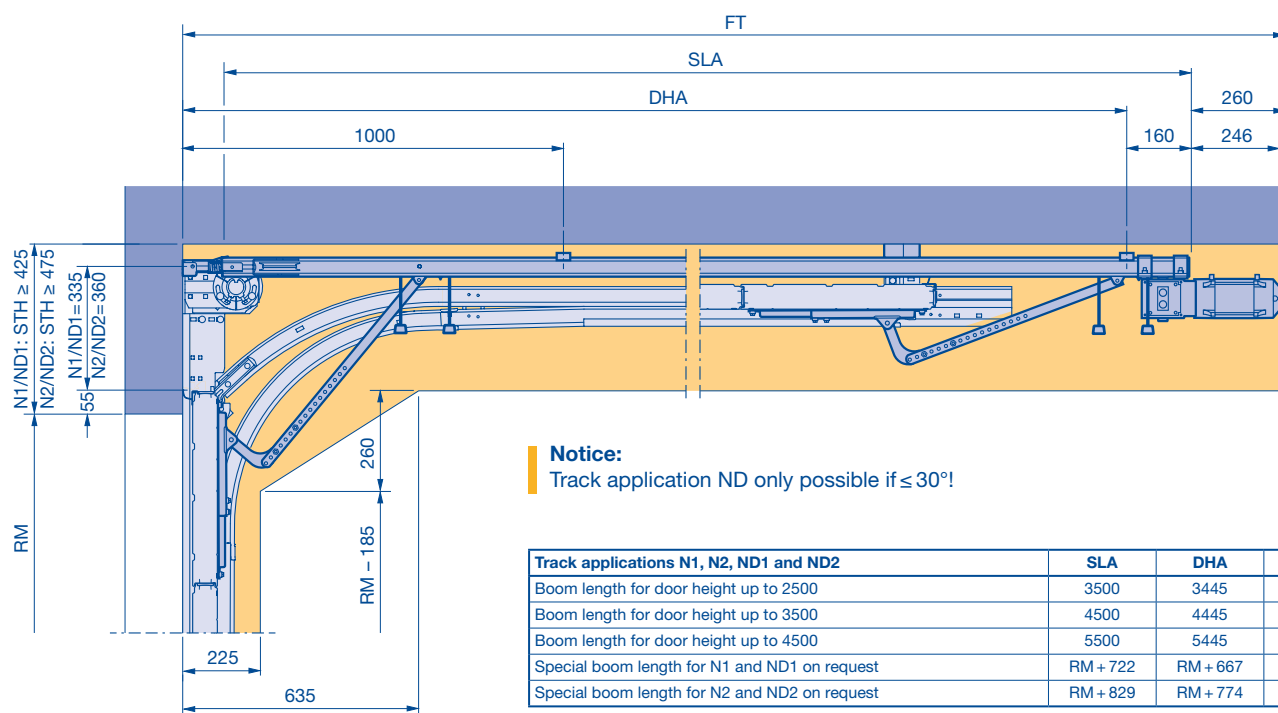 FT
SLA
DHA
260
1000
160
246
N1/ND1: STH ≥ 425
N2/ND2: STH ≥ 475
N1/ND1=335
N2/ND2=360
55
RM
260
RM – 185
225
635
Notice:
Track application ND only possible if ≤ 30°!
Track applications N1, N2, ND1 and ND2 SLA DHA
Boom length for door height up to 2500 3500 3445
Boom length for door height up to 3500 4500 4445
Boom length for door height up to 4500 5500 5445
Special boom length for N1 and ND1 on request RM + 722 RM + 667
Special boom length for N2 and ND2 on request RM + 829 RM + 774